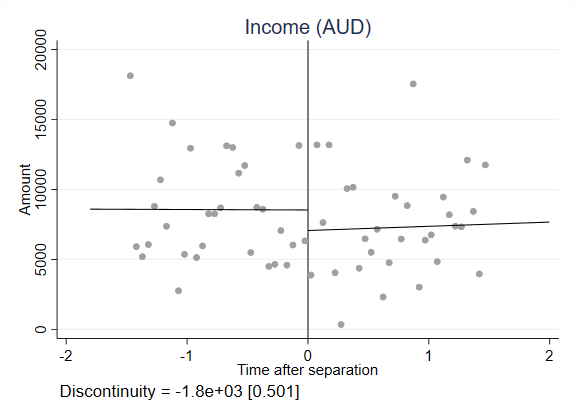 Income (AUD)
20000
15000
10000
5000
0
Amount
-2
-1
0
1
2
Time after separation
Discontinuity = -1.8e+03 [0.501]